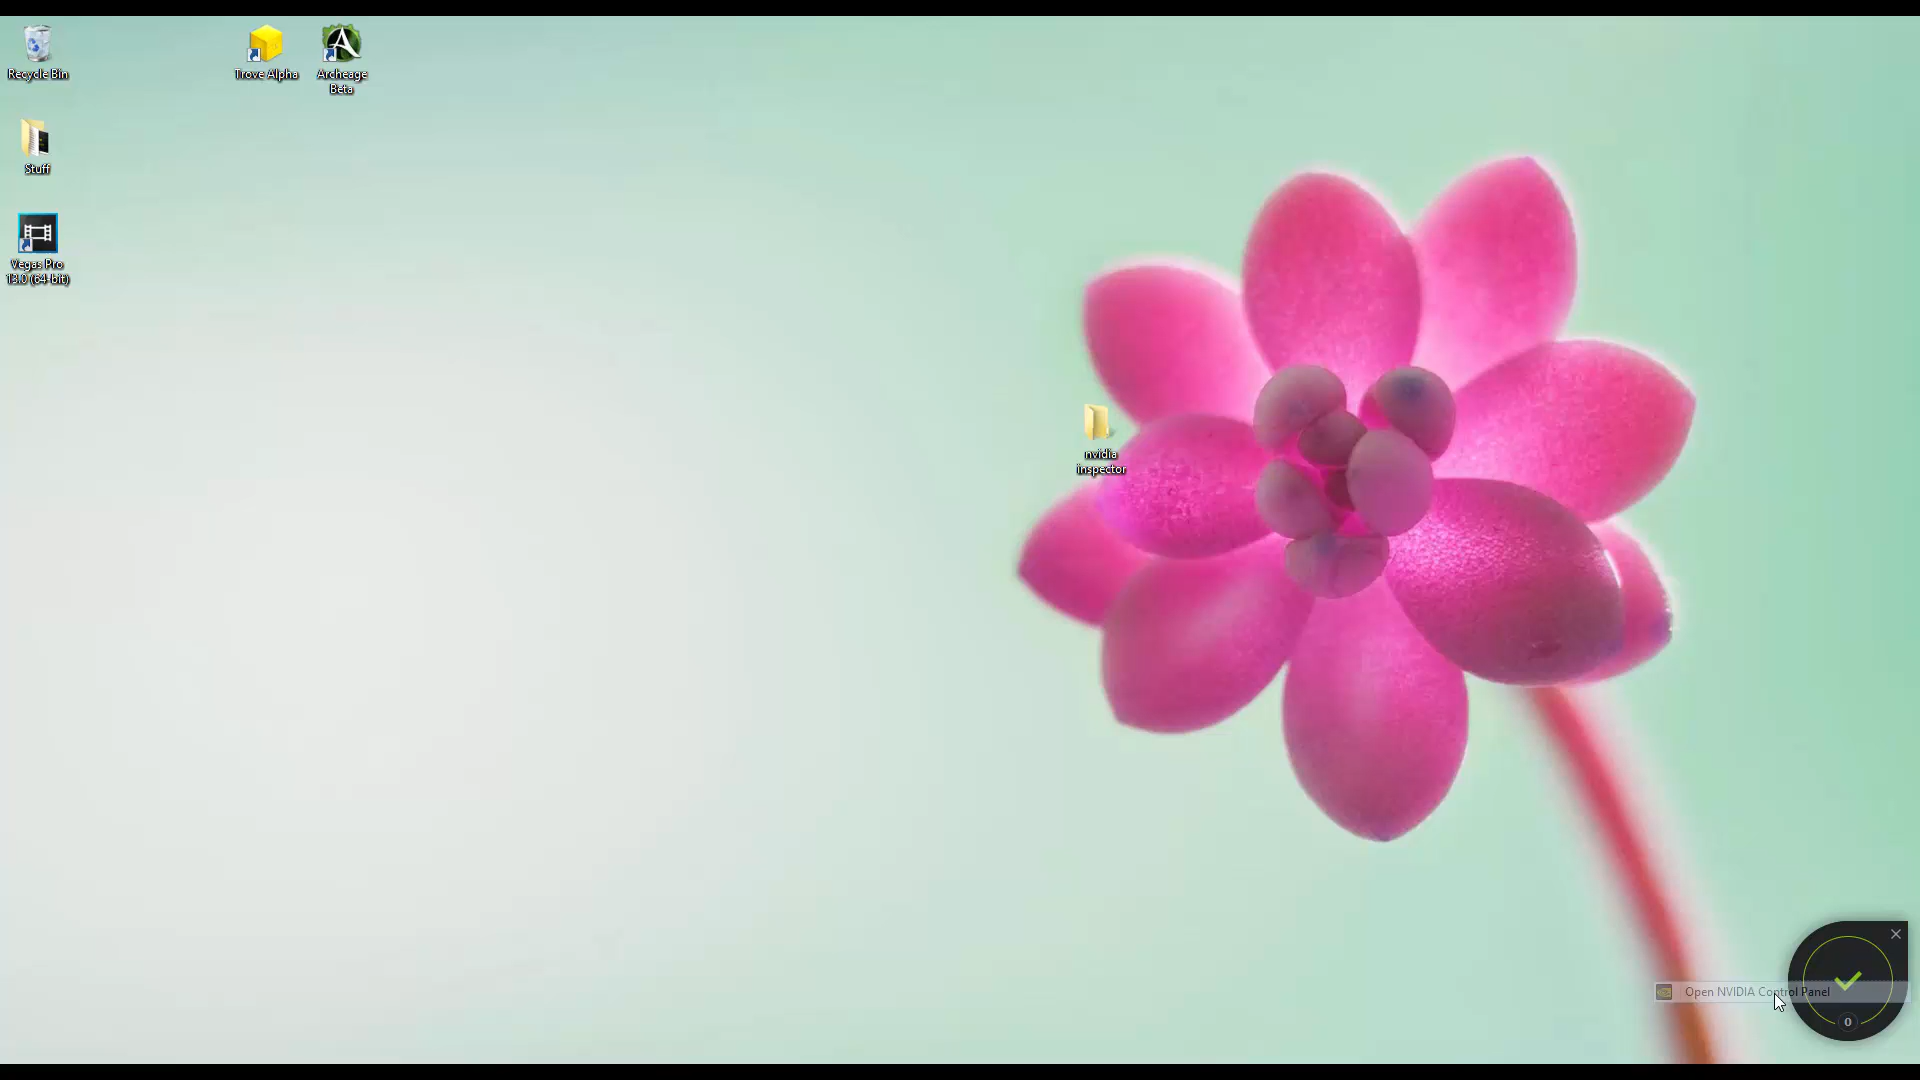 Recycle Bin
Trove Alpha
Archeage
Beta
Stuff
Vegas Pro
13.0 (64-bit)
nvidia
inspector
Open NVIDIA Control Panel
0